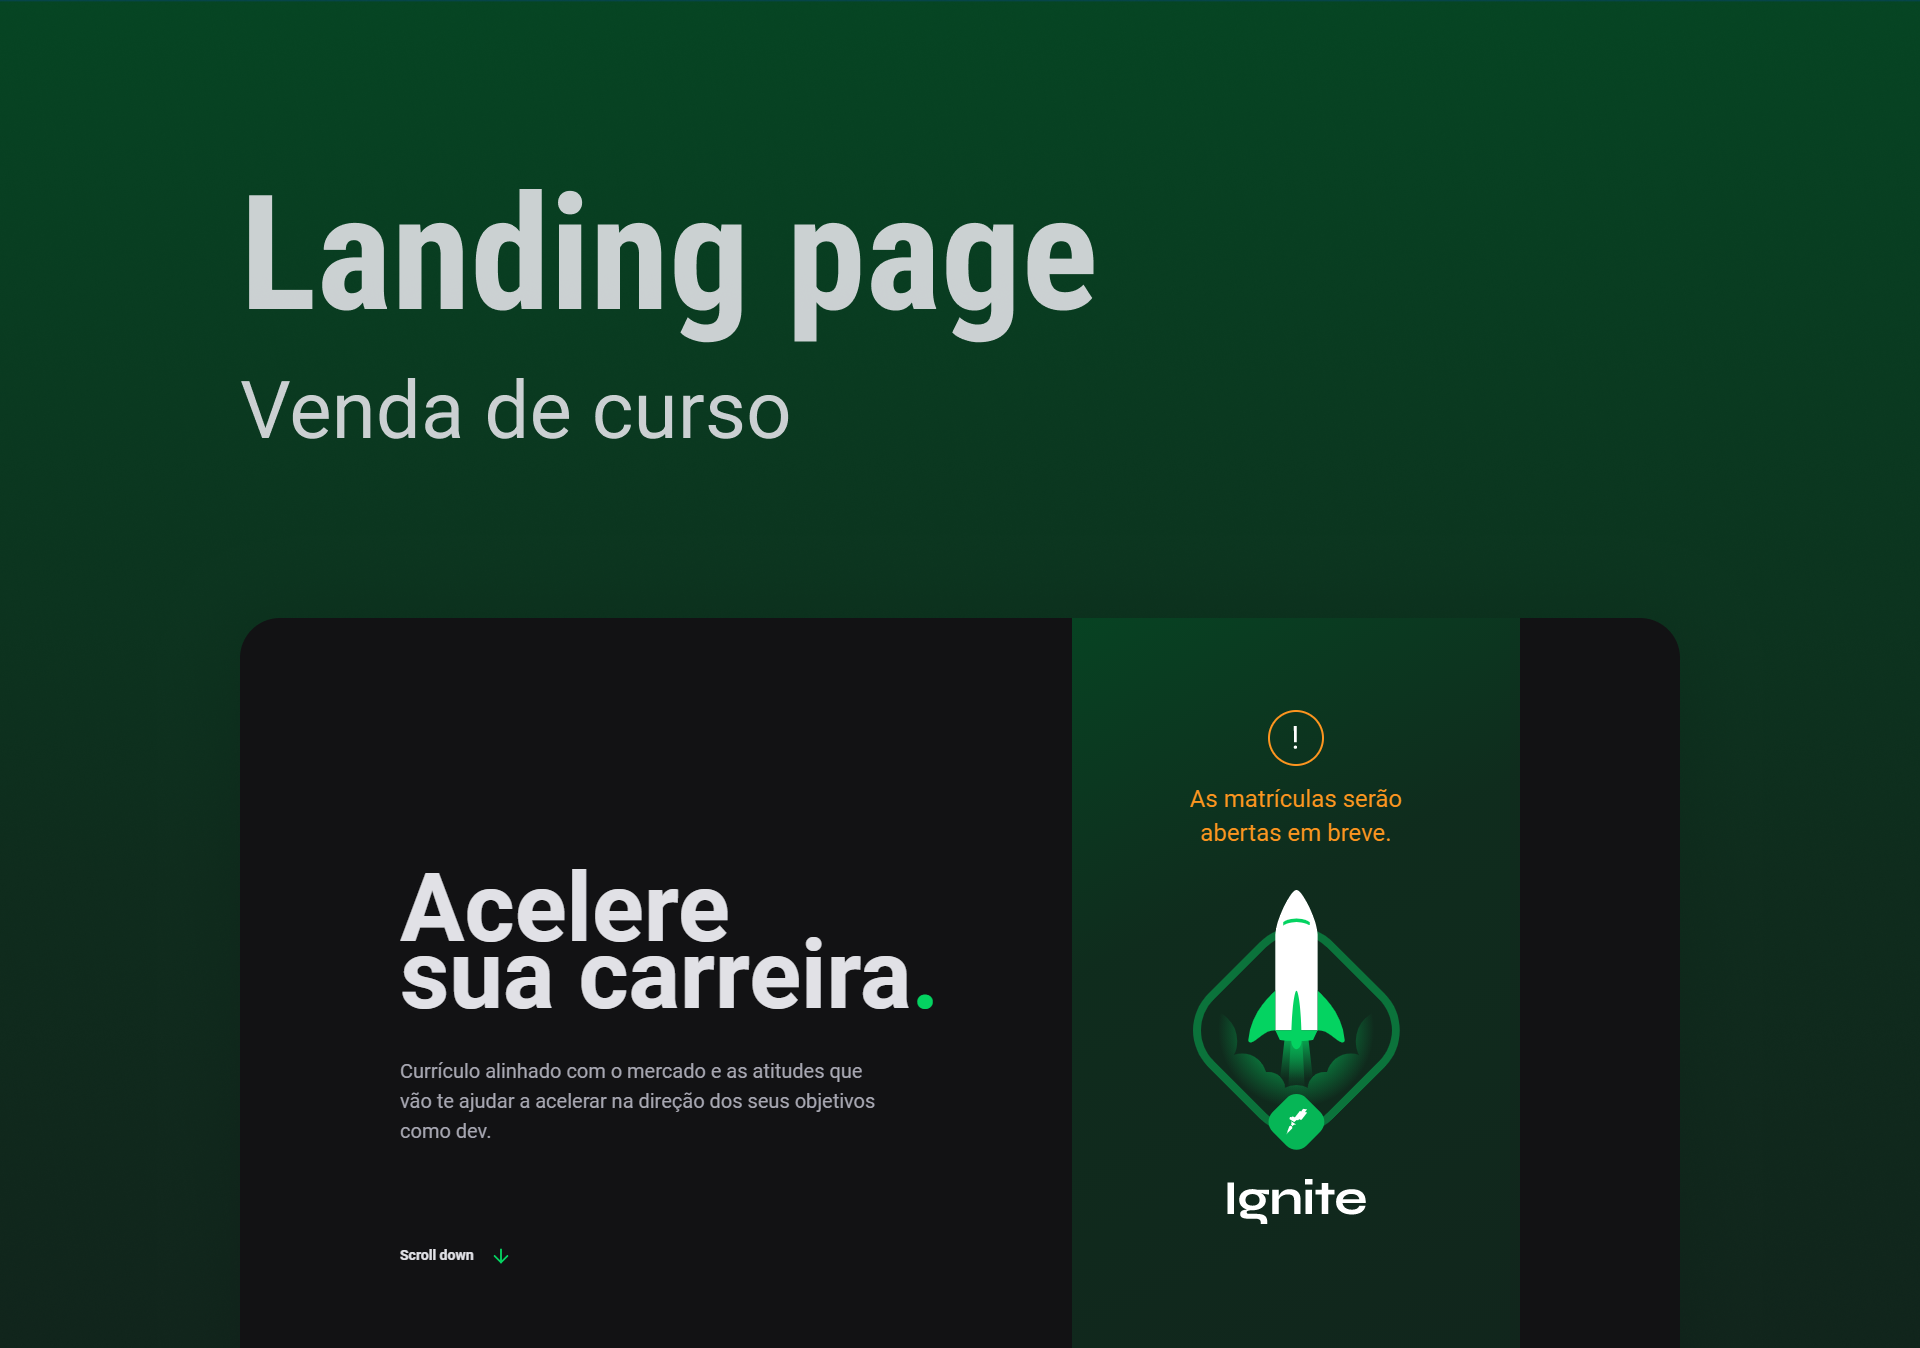 Landing page
Venda de curso
Acelere
sua carreira.
Currículo alinhado com o mercado e as atitudes que
vão te ajudar a acelerar na direção dos seus objetivos
como dev.
Scroll down
!
As matrículas serão
abertas em breve.
Ignite